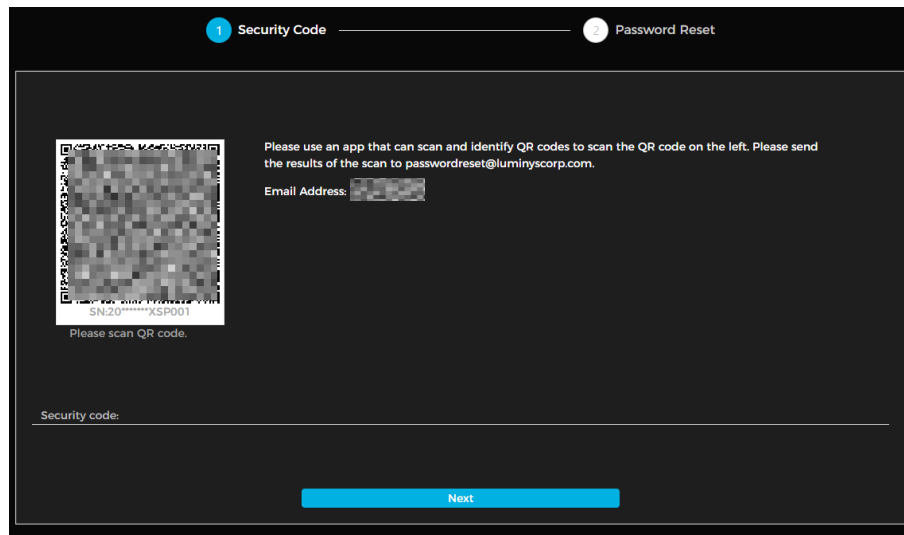 1 Security Code
2 Password Reset
Please use an app that can scan and identify QR codes to scan the QR code on the left. Please send
the results of the scan to passwordreset@luminyscorp.com.
Email Address:
SN:20*******XSP001
Please scan QR code.
Security code:
Next